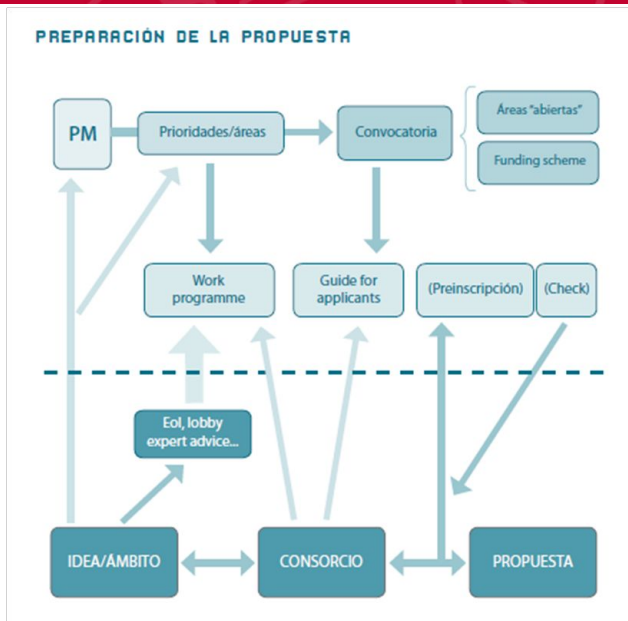 PREPARACIÓN DE LA PROPUESTA
PM
Prioridades/áreas
Convocatoria
Áreas "abiertas"
Funding scheme
Work
programme
Guide for
applicants
(Preinscripción)
(Check)
EoI, lobby
expert advice...
IDEA/ÁMBITO
CONSORCIO
PROPUESTA